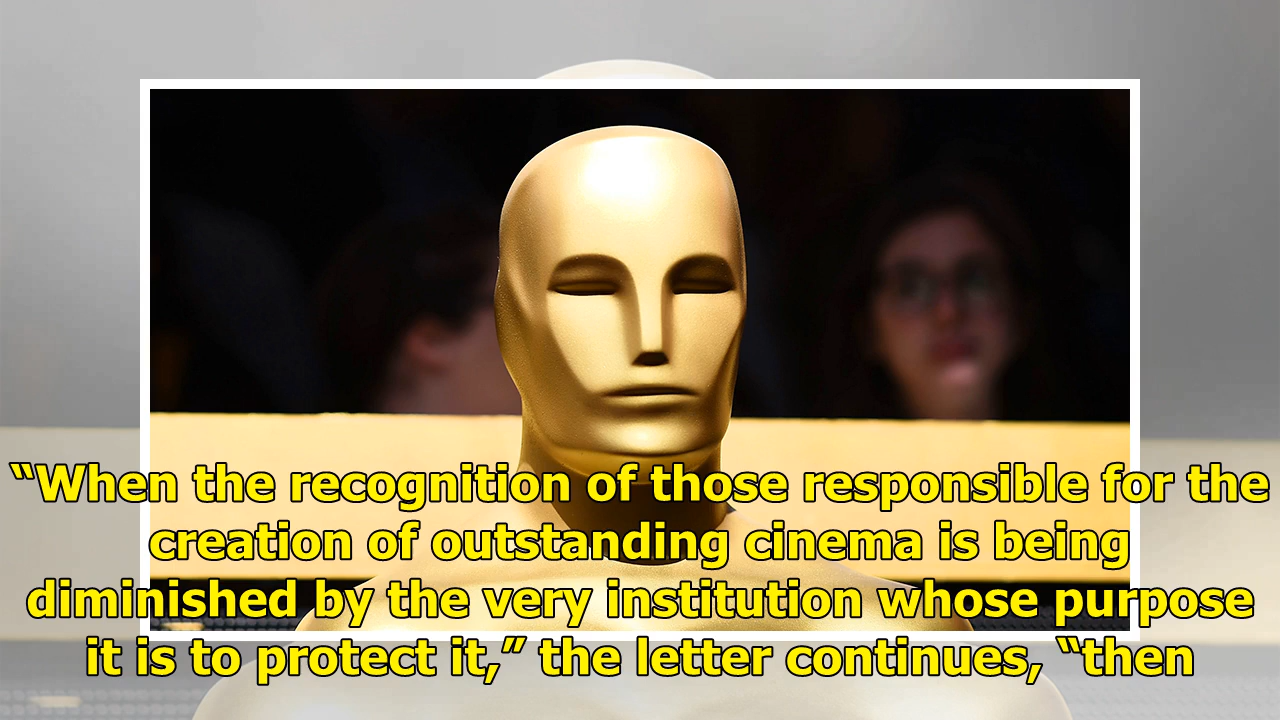 “When the recognition of those responsible for the
creation of outstanding cinema is being
diminished by the very institution whose purpose
it is to protect it,” the letter continues, “then